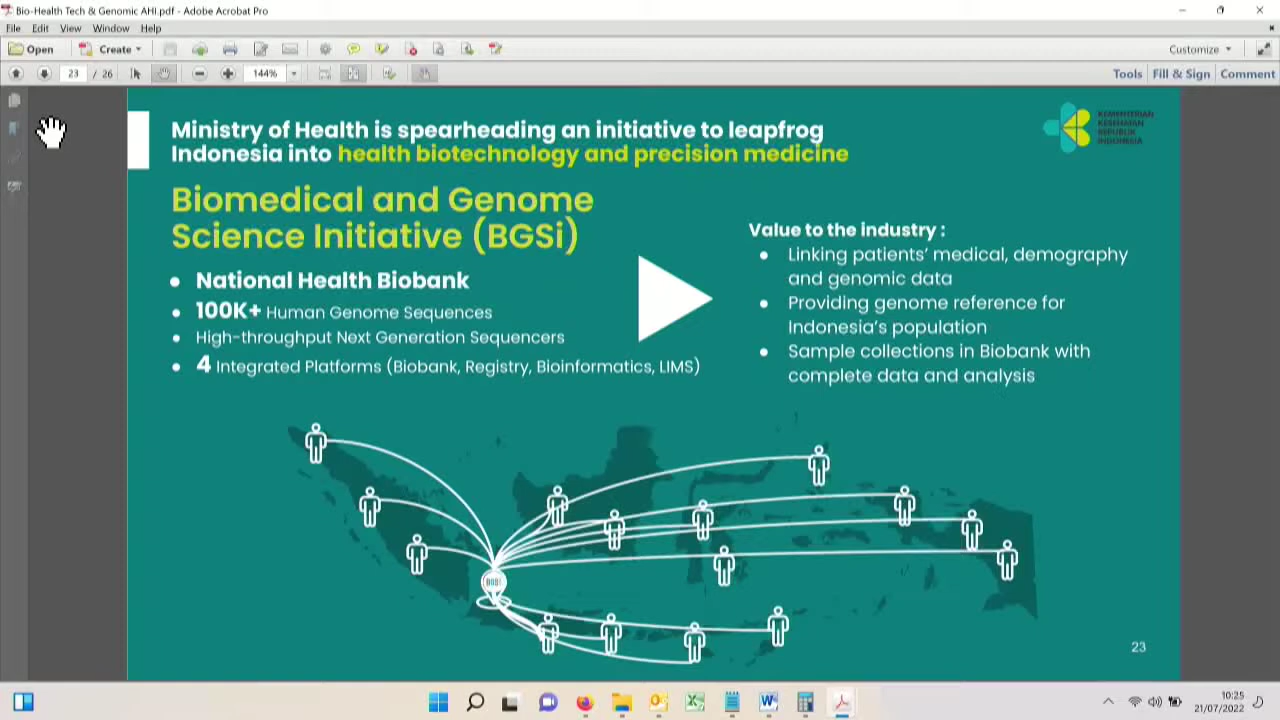 Bio-Health Tech & Genomic AHI.pdf - Adobe Acrobat Pro
File Edit View Window Help
Open Create Customize
23 / 26 144% Tools Fill & Sign Comment
Ministry of Health is spearheading an initiative to leapfrog
Indonesia into health biotechnology and precision medicine
KEMENTERIAN
KESEHATAN
REPUBLIK
INDONESIA
Biomedical and Genome
Science Initiative (BGSi)
● National Health Biobank
● 100K+ Human Genome Sequences
● High-throughput Next Generation Sequencers
● 4 Integrated Platforms (Biobank, Registry, Bioinformatics, LIMS)
Value to the industry :
● Linking patients' medical, demography
and genomic data
● Providing genome reference for
Indonesia's population
● Sample collections in Biobank with
complete data and analysis
BGSi
23
10:25
21/07/2022